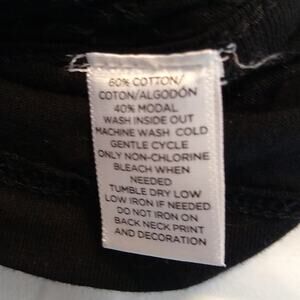 60% COTTON/
COTON/ALGODÓN
40% MODAL
WASH INSIDE OUT
MACHINE WASH COLD
GENTLE CYCLE
ONLY NON-CHLORINE
BLEACH WHEN
NEEDED
TUMBLE DRY LOW
LOW IRON IF NEEDED
DO NOT IRON ON
BACK NECK PRINT
AND DECORATION